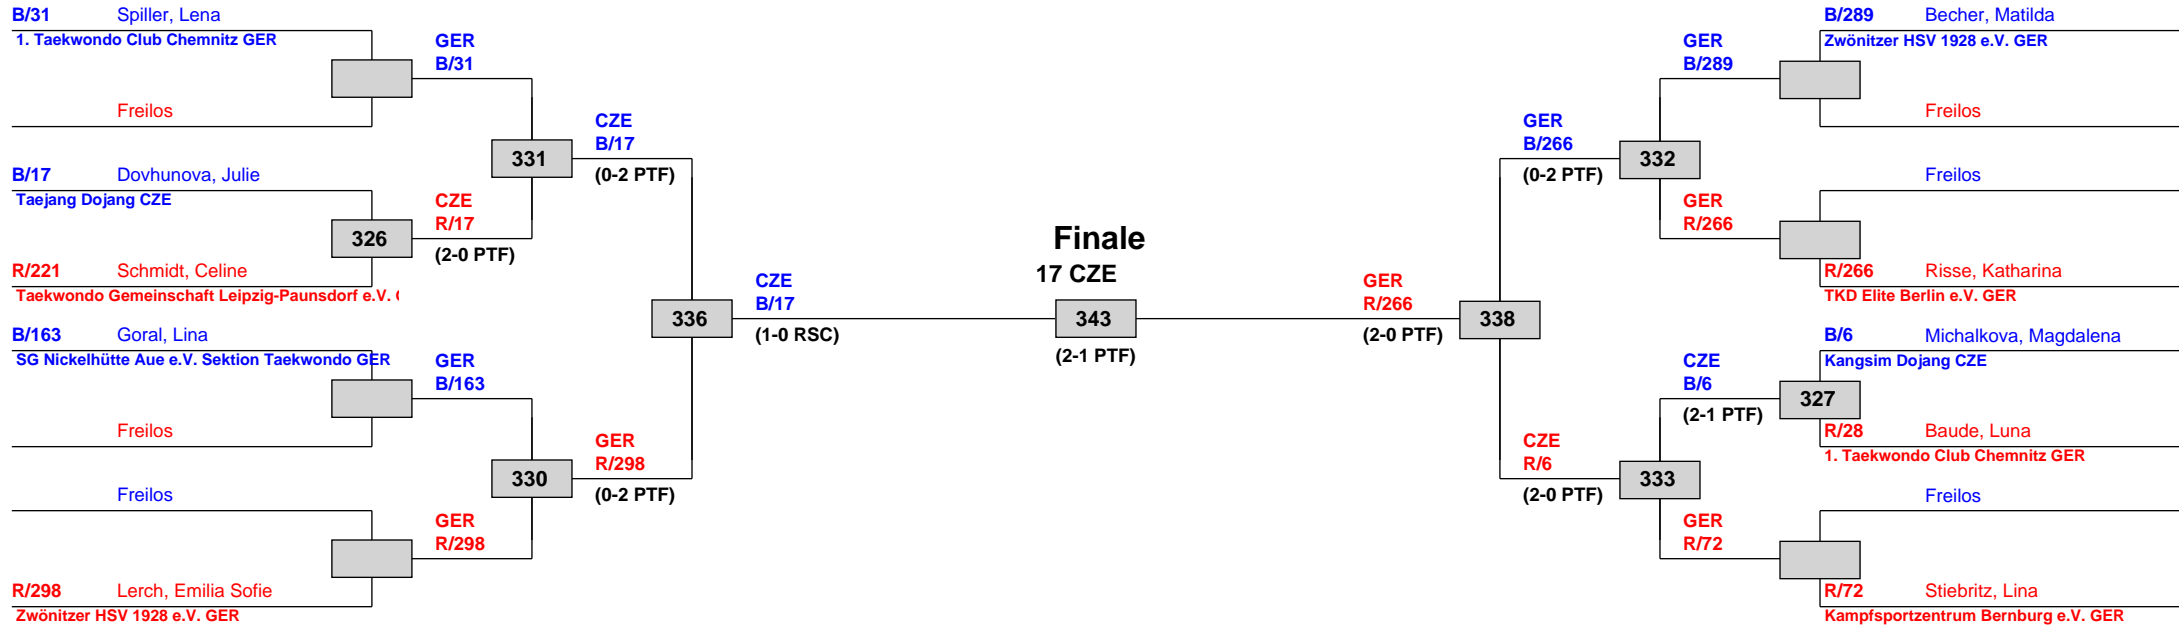 B/31 Spiller, Lena
1. Taekwondo Club Chemnitz GER
Freilos
B/17 Dovhunova, Julie
Taejang Dojang CZE
R/221 Schmidt, Celine
Taekwondo Gemeinschaft Leipzig-Paunsdorf e.V.
B/163 Goral, Lina
SG Nickelhütte Aue e.V. Sektion Taekwondo GER
Freilos
Freilos
R/298 Lerch, Emilia Sofie
Zwönitzer HSV 1928 e.V. GER
GER
B/31
326
CZE
R/17
(2-0 PTF)
GER
B/163
GER
R/298
331
CZE
B/17
(0-2 PTF)
330
GER
R/298
(0-2 PTF)
336
CZE
B/17
(1-0 RSC)
Finale
17 CZE
343
(2-1 PTF)
GER
R/266
(2-0 PTF)
338
GER
B/266
(0-2 PTF)
332
CZE
R/6
(2-0 PTF)
333
GER
B/289
GER
R/266
CZE
B/6
(2-1 PTF)
327
GER
R/72
B/289 Becher, Matilda
Zwönitzer HSV 1928 e.V. GER
Freilos
Freilos
R/266 Risse, Katharina
TKD Elite Berlin e.V. GER
B/6 Michalkova, Magdalena
Kangsim Dojang CZE
R/28 Baude, Luna
1. Taekwondo Club Chemnitz GER
Freilos
R/72 Stiebritz, Lina
Kampfsportzentrum Bernburg e.V. GER